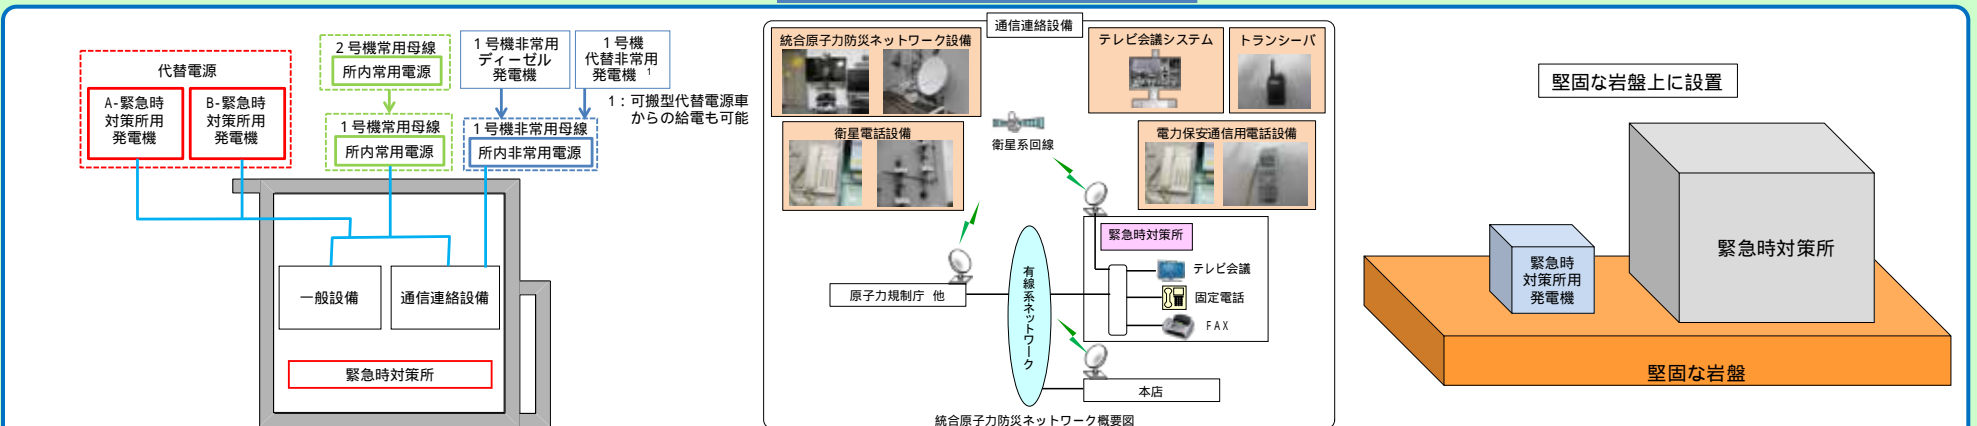 代替電源
A-緊急時
対策所用
発電機
B-緊急時
対策所用
発電機
2号機常用母線
所内常用電源
1号機常用母線
所内常用電源
1号機非常用
ディーゼル
発電機
1号機
代替非常用
発電機 1
1：可搬型代替電源車
からの給電も可能
1号機非常用母線
所内非常用電源
一般設備
通信連絡設備
緊急時対策所
通信連絡設備
統合原子力防災ネットワーク設備
テレビ会議システム
トランシーバ
衛星電話設備
衛星系回線
電力保安通信用電話設備
緊急時対策所
テレビ会議
固定電話
FAX
原子力規制庁 他
有線系ネットワーク
本店
統合原子力防災ネットワーク概要図
堅固な岩盤上に設置
緊急時
対策所用
発電機
緊急時対策所
堅固な岩盤